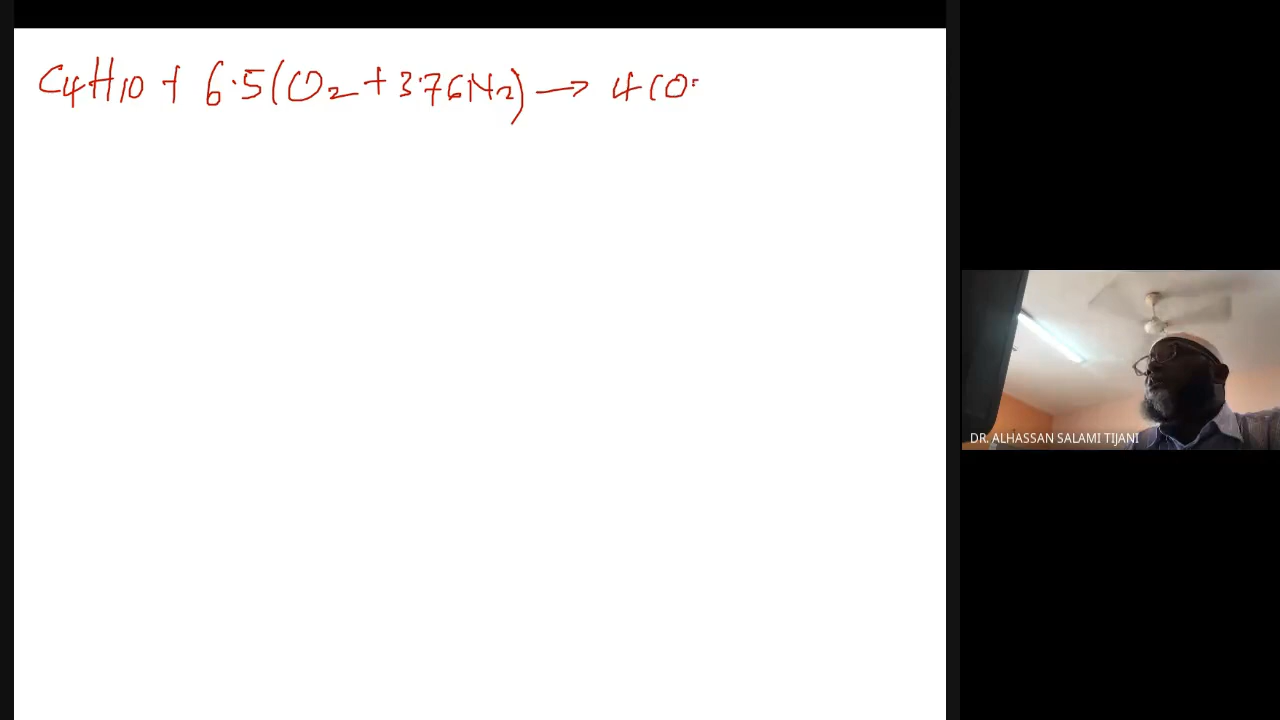 C4H10 + 6.5(O2 + 3.76N2) → 4CO
DR. ALHASSAN SALAMI TIJANI